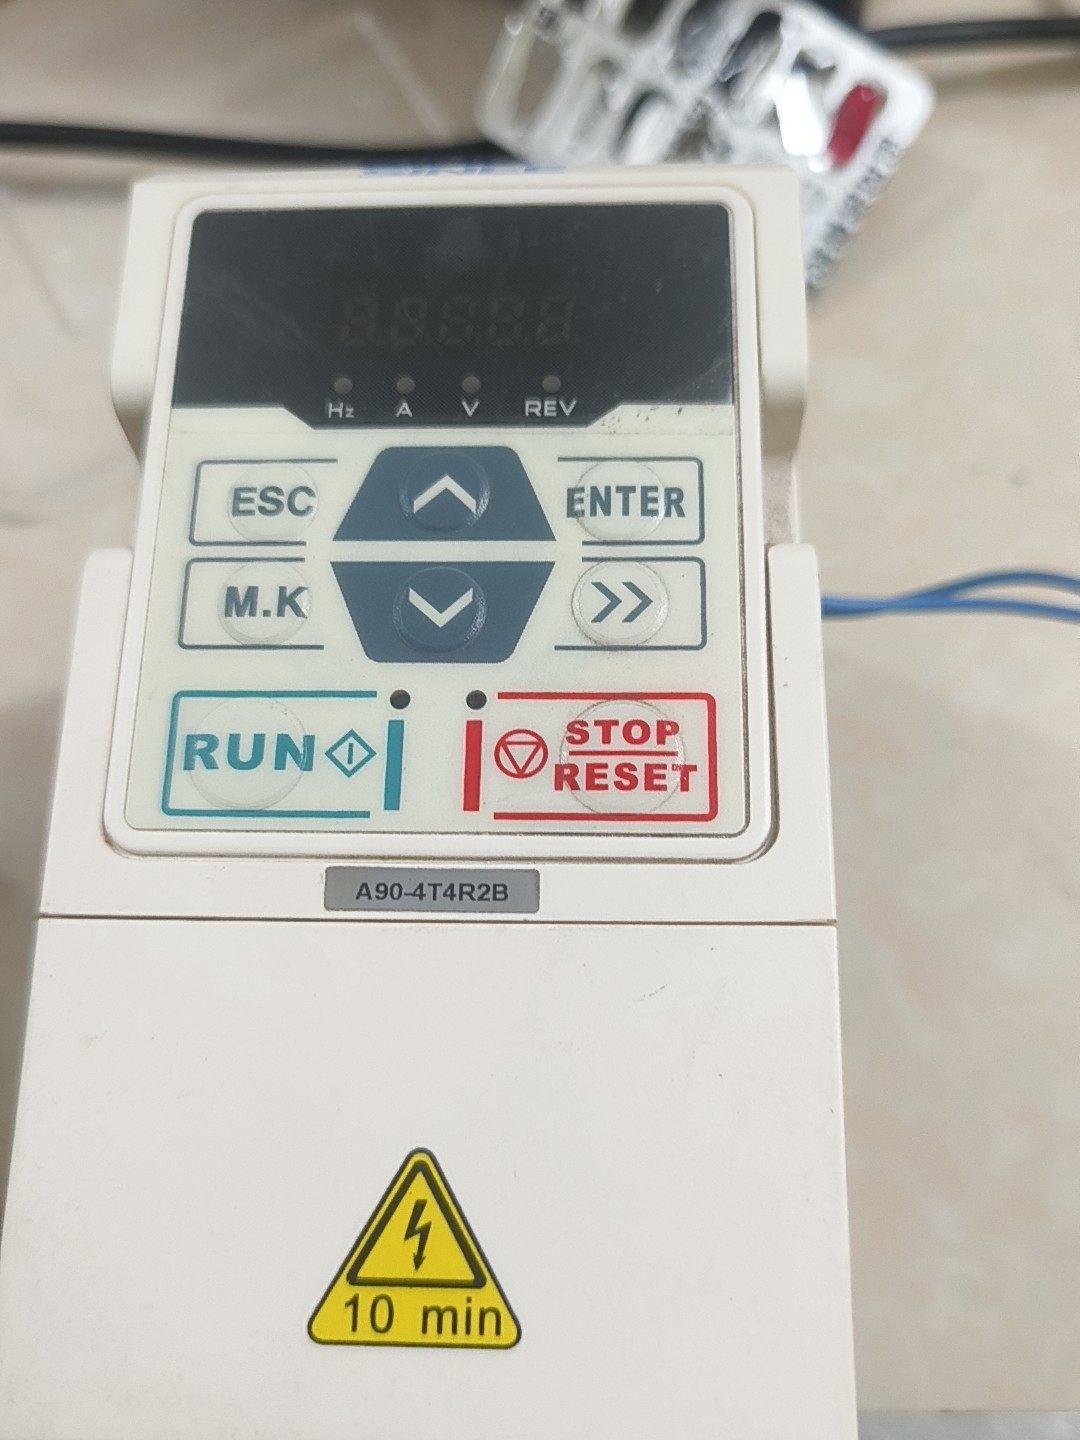 Hz A V REV
ESC ENTER
M.K
RUN STOP
RESET
A90-4T4R2B
10 min